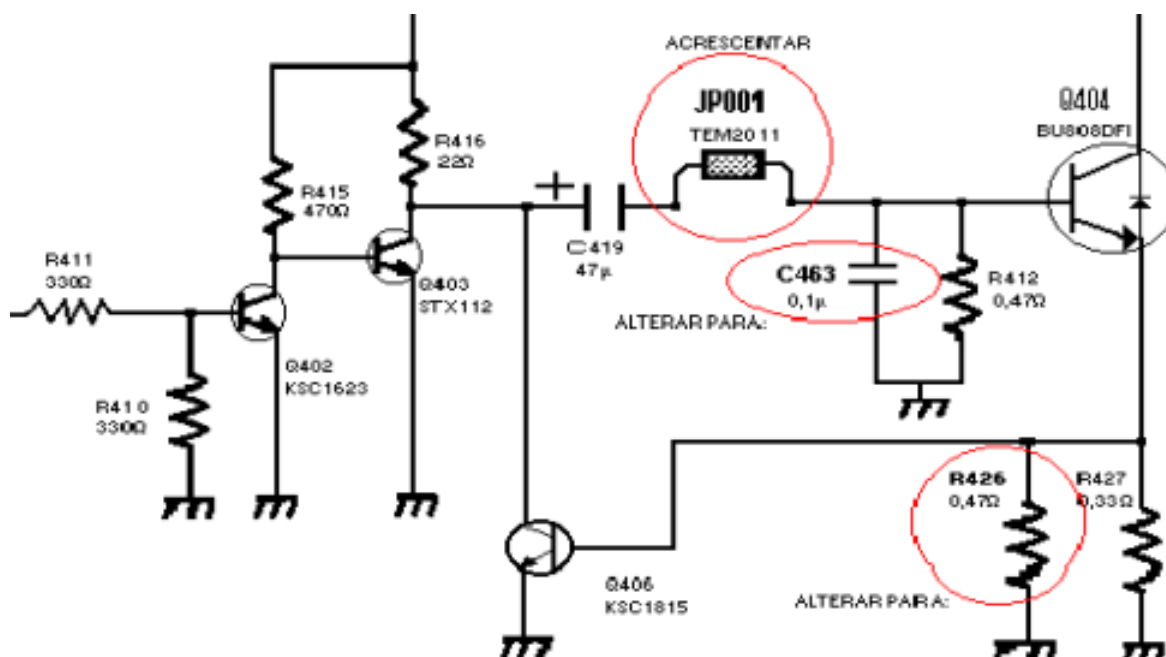 ACRESCEINTAR
JP001
TEM2011
Q404
BU808DFI
R416
22Ω
R415
470Ω
+
C419
47µ
R411
330Ω
Q403
STX112
C463
0,1µ
R412
0,47Ω
ALTERAR PARA:
Q402
KSC1623
R410
330Ω
R426
0,47Ω
R427
0,33Ω
Q406
KSC1815
ALTERAR PARA: